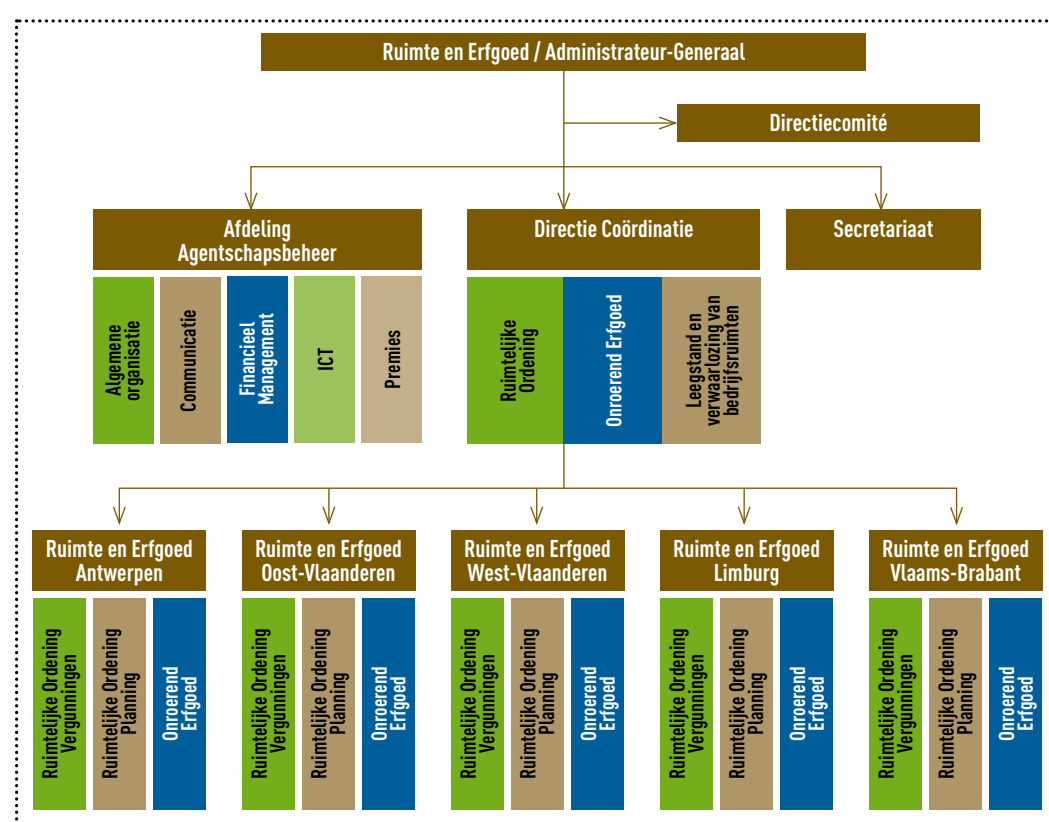 Ruimte en Erfgoed / Administrateur-Generaal
Directiecomité
Afdeling
Agentschapsbeheer
Directie Coördinatie
Secretariaat
Algemene
organisatie
Communicatie
Financieel
Management
ICT
Premies
Ruimtelijke
Ordening
Onroerend Erfgoed
Leegstand en
verwaarlozing van
bedrijfsruimten
Ruimte en Erfgoed
Antwerpen
Ruimte en Erfgoed
Oost-Vlaanderen
Ruimte en Erfgoed
West-Vlaanderen
Ruimte en Erfgoed
Limburg
Ruimte en Erfgoed
Vlaams-Brabant
Ruimtelijke Ordening
Vergunningen
Ruimtelijke Ordening
Planning
Onroerend
Erfgoed
Ruimtelijke Ordening
Vergunningen
Ruimtelijke Ordening
Planning
Onroerend
Erfgoed
Ruimtelijke Ordening
Vergunningen
Ruimtelijke Ordening
Planning
Onroerend
Erfgoed
Ruimtelijke Ordening
Vergunningen
Ruimtelijke Ordening
Planning
Onroerend
Erfgoed
Ruimtelijke Ordening
Vergunningen
Ruimtelijke Ordening
Planning
Onroerend
Erfgoed